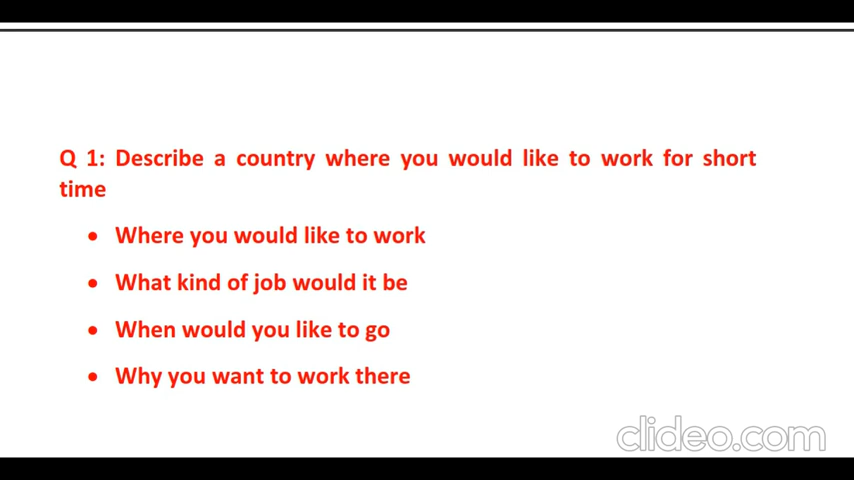 Q 1: Describe a country where you would like to work for short
time
• Where you would like to work
• What kind of job would it be
• When would you like to go
• Why you want to work there
clideo.com